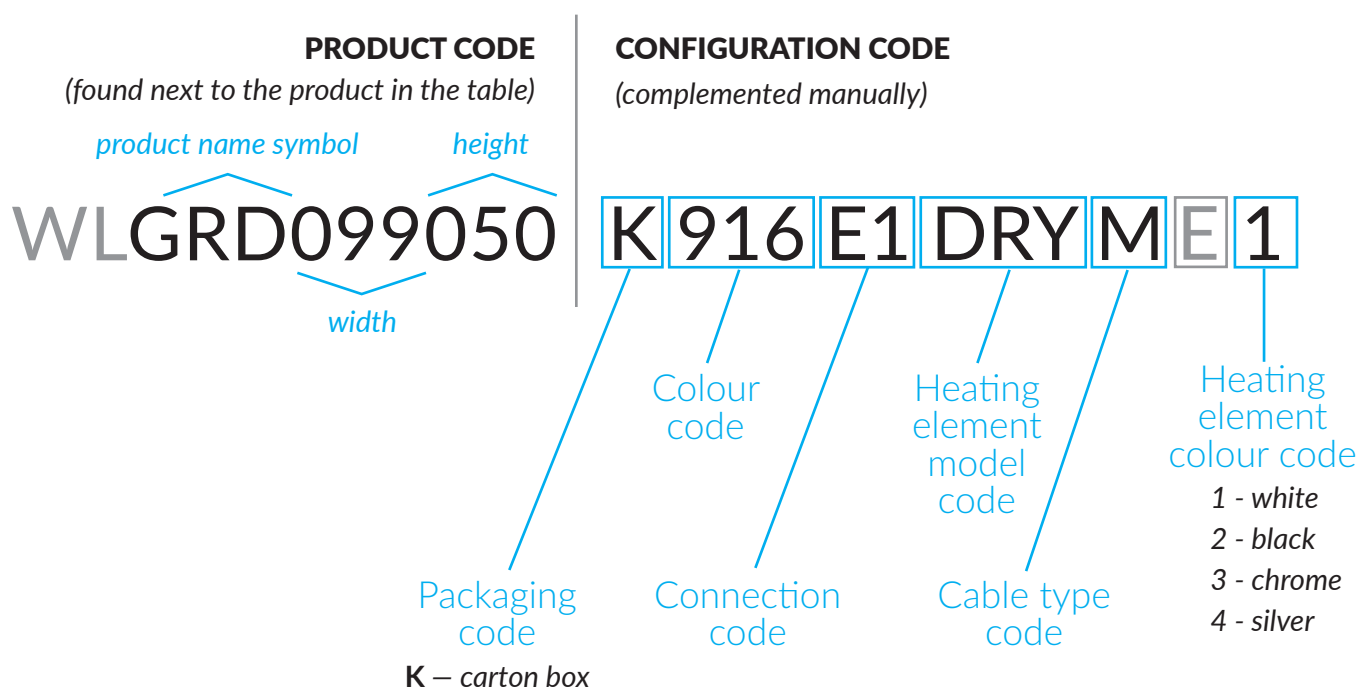 PRODUCT CODE
(found next to the product in the table)
product name symbol
height
WLGRD099050
width
CONFIGURATION CODE
(complemented manually)
K 916 E1 DRY M E 1
Colour
code
Heating
element
model
code
Heating
element
colour code
1 - white
2 - black
3 - chrome
4 - silver
Packaging
code
K – carton box
Connection
code
Cable type
code